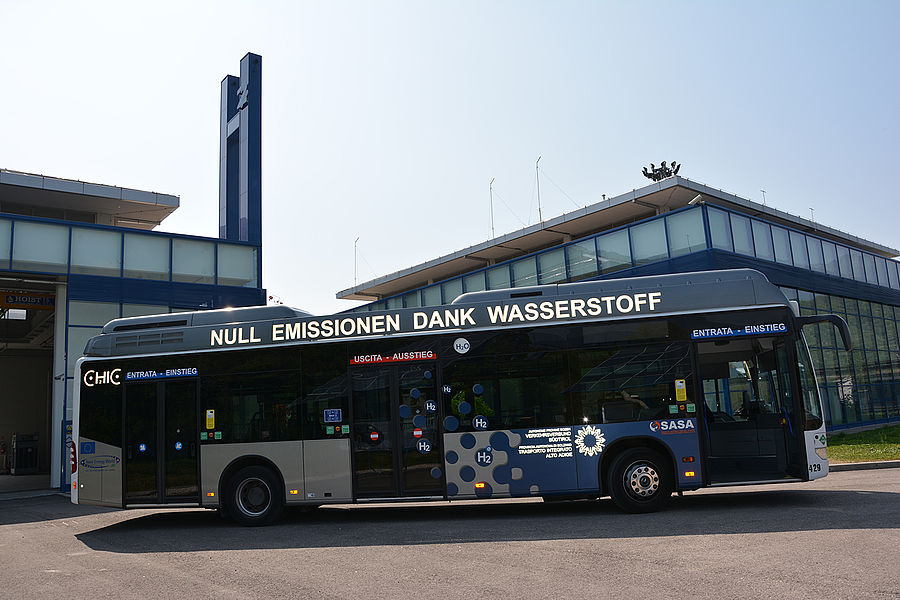 HOIST
NULL EMISSIONEN DANK WASSERSTOFF
ENTRATA - EINSTIEG
USCITA - AUSSTIEG
H₂O
CHIC
ENTRATA - EINSTIEG
H₂
H₂
H₂
H₂
H₂
VERKEHRSVERBUND SÜDTIROL
TRASPORTO INTEGRATO
ALTO ADIGE
SASA
429